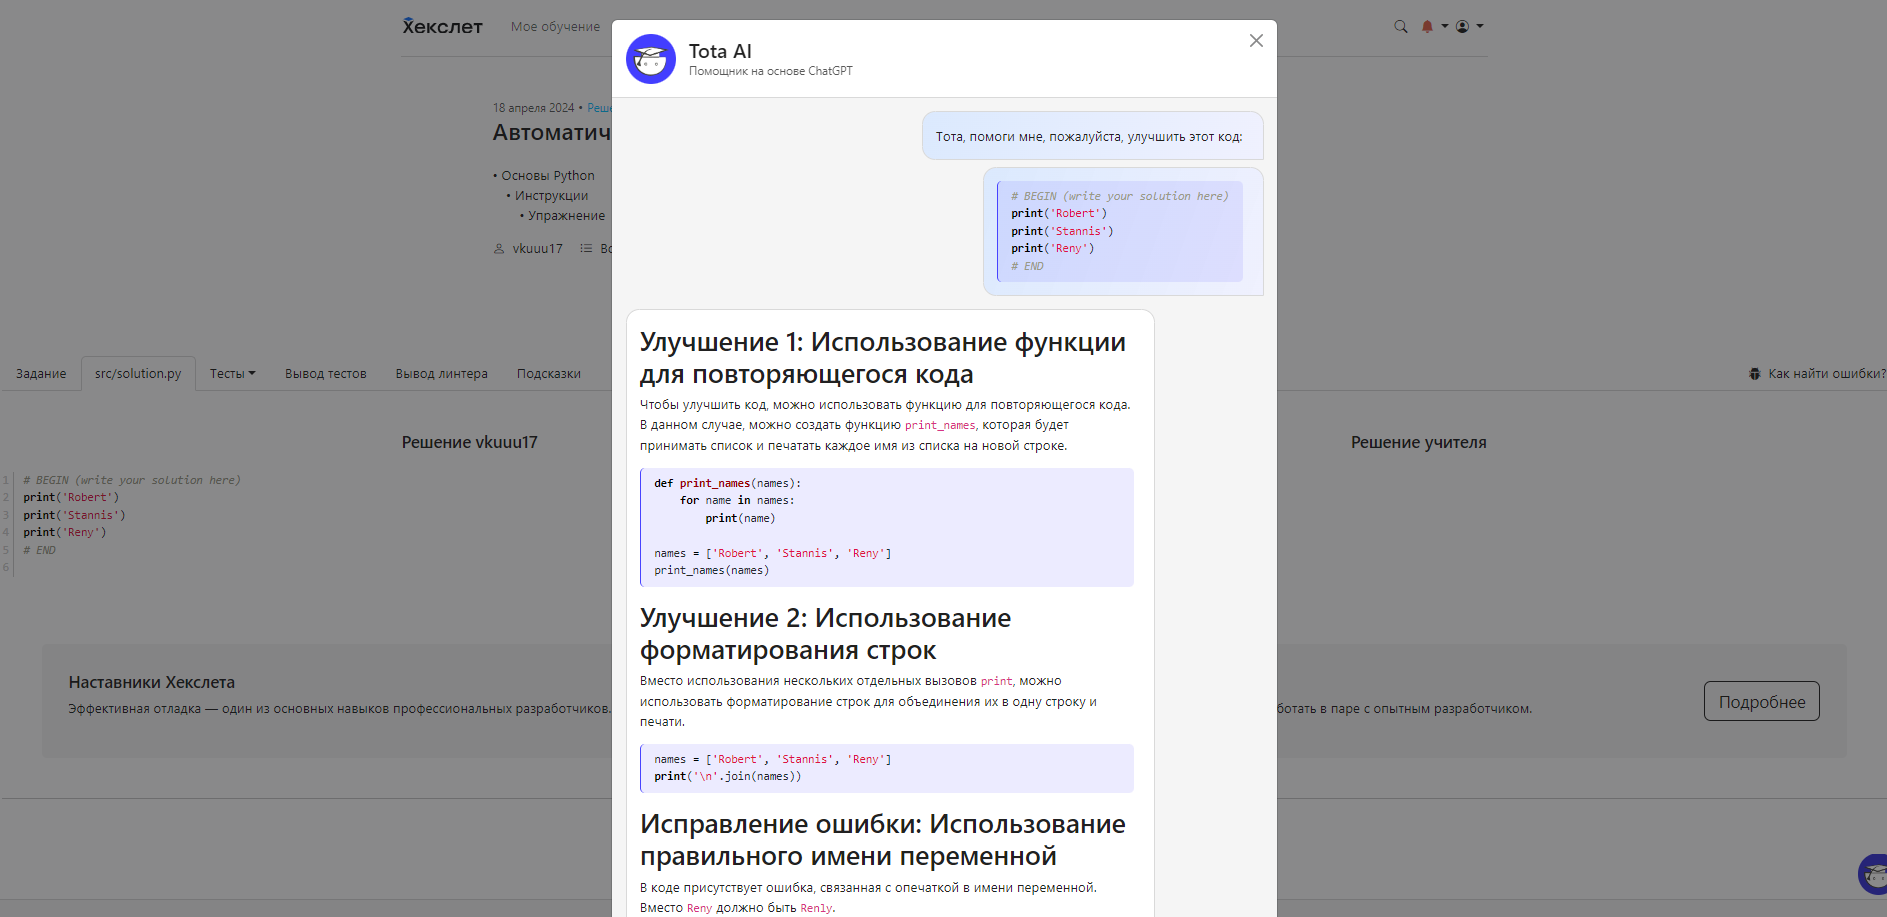 Хекслет
Мое обучение
18 апреля 2024 • Реше
Автоматич
• Основы Python
• Инструкции
• Упражнение
vkuuu17
Вс
Задание
src/solution.py
Тесты
Вывод тестов
Вывод линтера
Подсказки
Как найти ошибки?
Решение vkuuu17
Решение учителя
1 # BEGIN (write your solution here)
2 print('Robert')
3 print('Stannis')
4 print('Reny')
5 # END
6
Наставники Хекслета
Эффективная отладка — один из основных навыков профессиональных разработчиков.
ботать в паре с опытным разработчиком.
Подробнее
Tota AI
Помощник на основе ChatGPT
Тота, помоги мне, пожалуйста, улучшить этот код:
# BEGIN (write your solution here)
print('Robert')
print('Stannis')
print('Reny')
# END
Улучшение 1: Использование функции
для повторяющегося кода
Чтобы улучшить код, можно использовать функцию для повторяющегося кода.
В данном случае, можно создать функцию print_names, которая будет
принимать список и печатать каждое имя из списка на новой строке.
def print_names(names):
for name in names:
print(name)
names = ['Robert', 'Stannis', 'Reny']
print_names(names)
Улучшение 2: Использование
форматирования строк
Вместо использования нескольких отдельных вызовов print, можно
использовать форматирование строк для объединения их в одну строку и
печати.
names = ['Robert', 'Stannis', 'Reny']
print('\n'.join(names))
Исправление ошибки: Использование
правильного имени переменной
В коде присутствует ошибка, связанная с опечаткой в имени переменной.
Вместо Reny должно быть Renly.